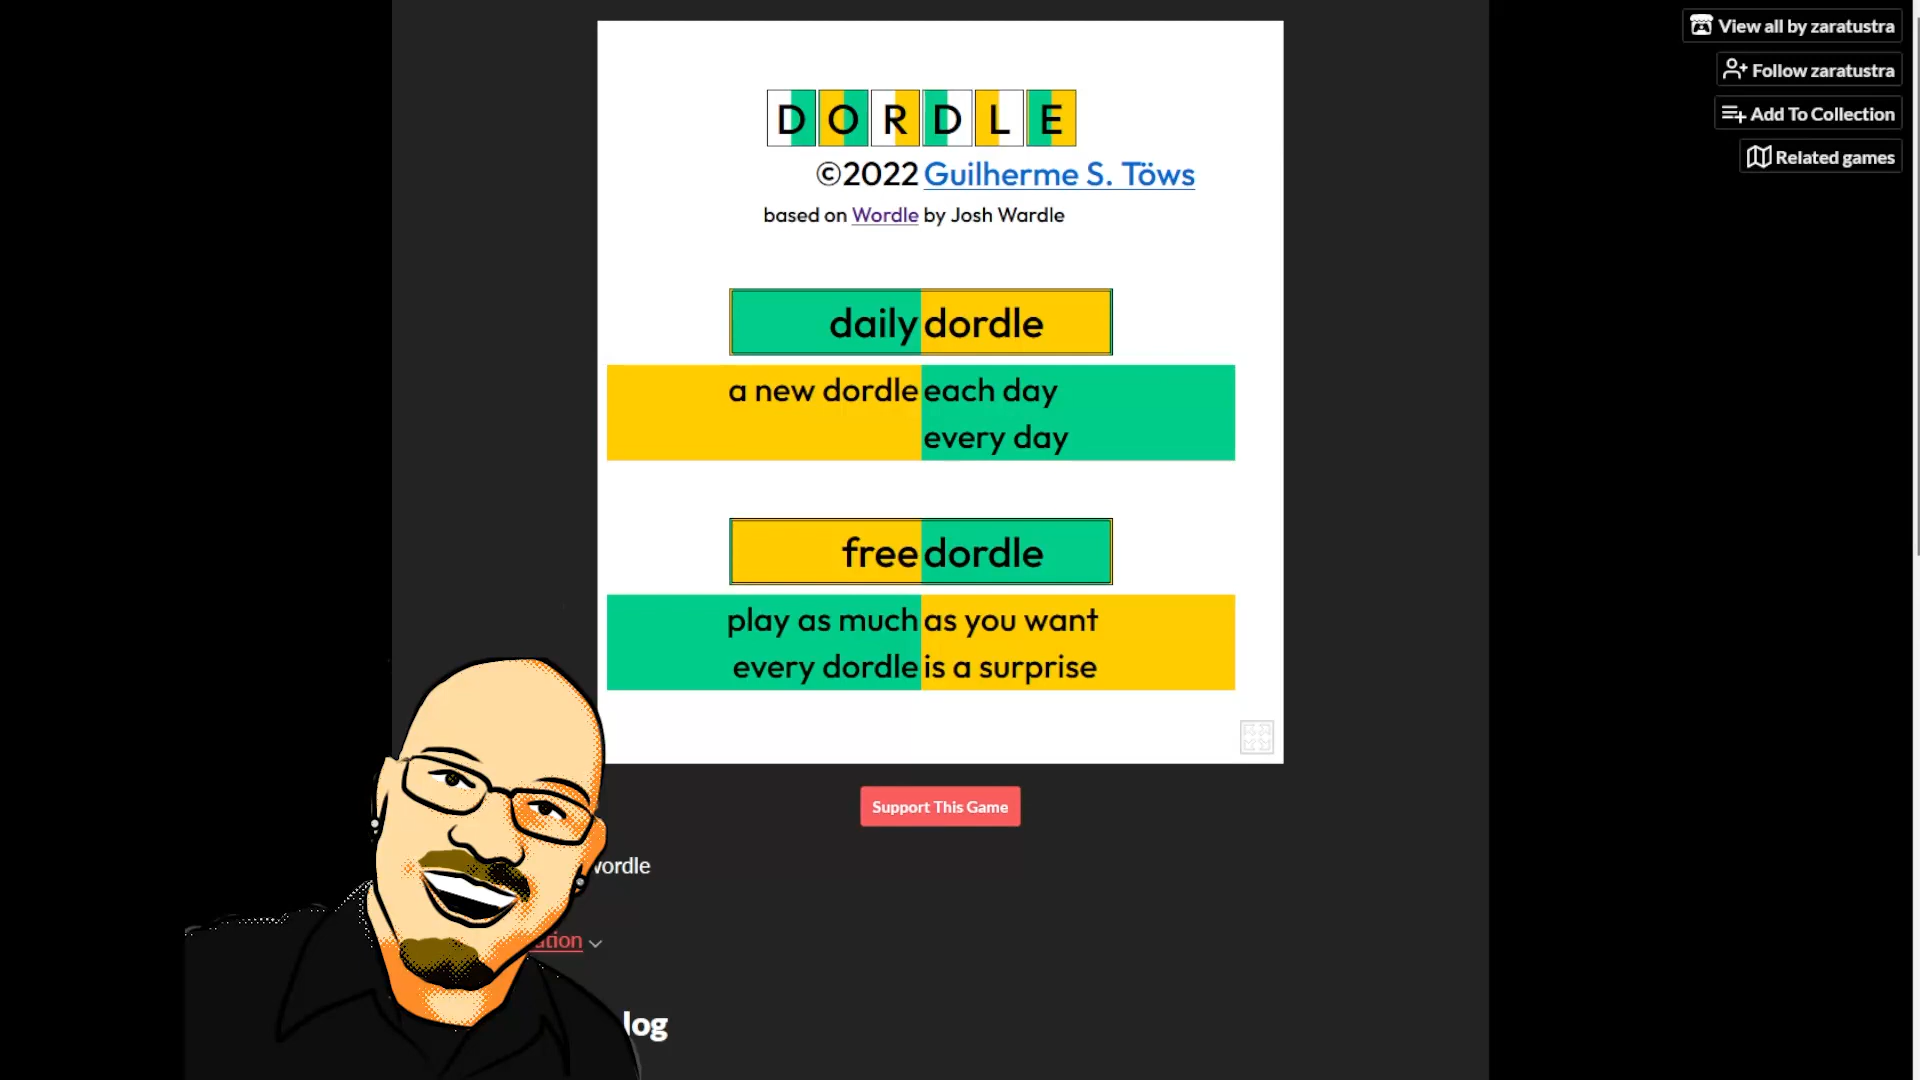 View all by zaratustra
Follow zaratustra
Add To Collection
Related games
DORDLE
©2022 Guilherme S. Töws
based on Wordle by Josh Wardle
daily dordle
a new dordle each day
every day
free dordle
play as much as you want
every dordle is a surprise
Support This Game